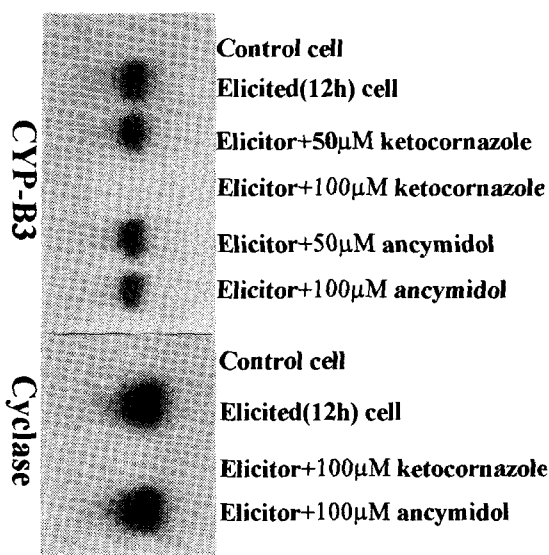 CYP-B3
Control cell
Elicited(12h) cell
Elicitor+50μM ketocornazole
Elicitor+100μM ketocornazole
Elicitor+50μM ancymidol
Elicitor+100μM ancymidol
Cyclase
Control cell
Elicited(12h) cell
Elicitor+100μM ketocornazole
Elicitor+100μM ancymidol